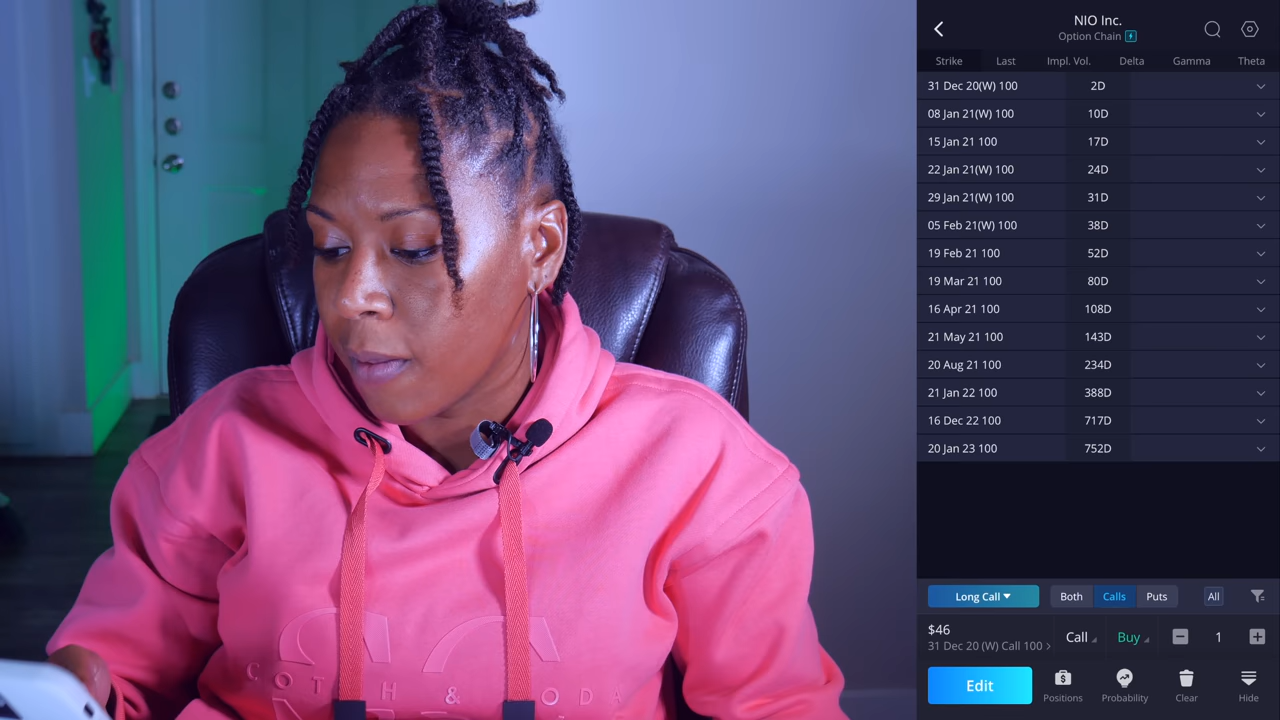 NIO Inc.
Option Chain
Strike Last Impl. Vol. Delta Gamma Theta
31 Dec 20(W) 100 2D
08 Jan 21(W) 100 10D
15 Jan 21 100 17D
22 Jan 21(W) 100 24D
29 Jan 21(W) 100 31D
05 Feb 21(W) 100 38D
19 Feb 21 100 52D
19 Mar 21 100 80D
16 Apr 21 100 108D
21 May 21 100 143D
20 Aug 21 100 234D
21 Jan 22 100 388D
16 Dec 22 100 717D
20 Jan 23 100 752D
Long Call Both Calls Puts All
$46
31 Dec 20 (W) Call 100 > Call Buy 1
Edit Positions Probability Clear Hide